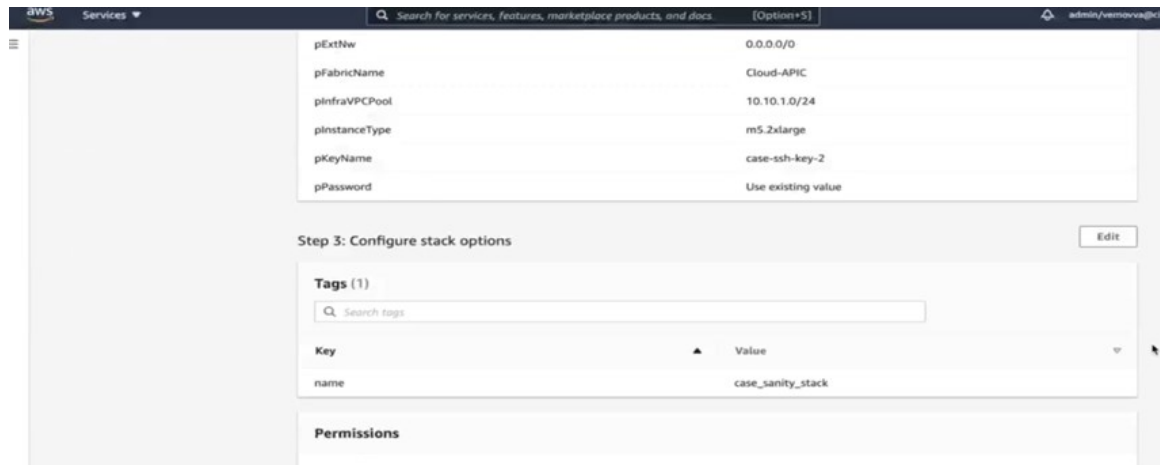 aws Services Search for services, features, marketplace products, and docs. [Option+S] admin/vemovva@ci
pExtNw 0.0.0.0/0
pFabricName Cloud-APIC
pInfraVPCPool 10.10.1.0/24
pInstanceType m5.2xlarge
pKeyName case-ssh-key-2
pPassword Use existing value
Step 3: Configure stack options Edit
Tags (1)
Search tags
Key Value
name case_sanity_stack
Permissions